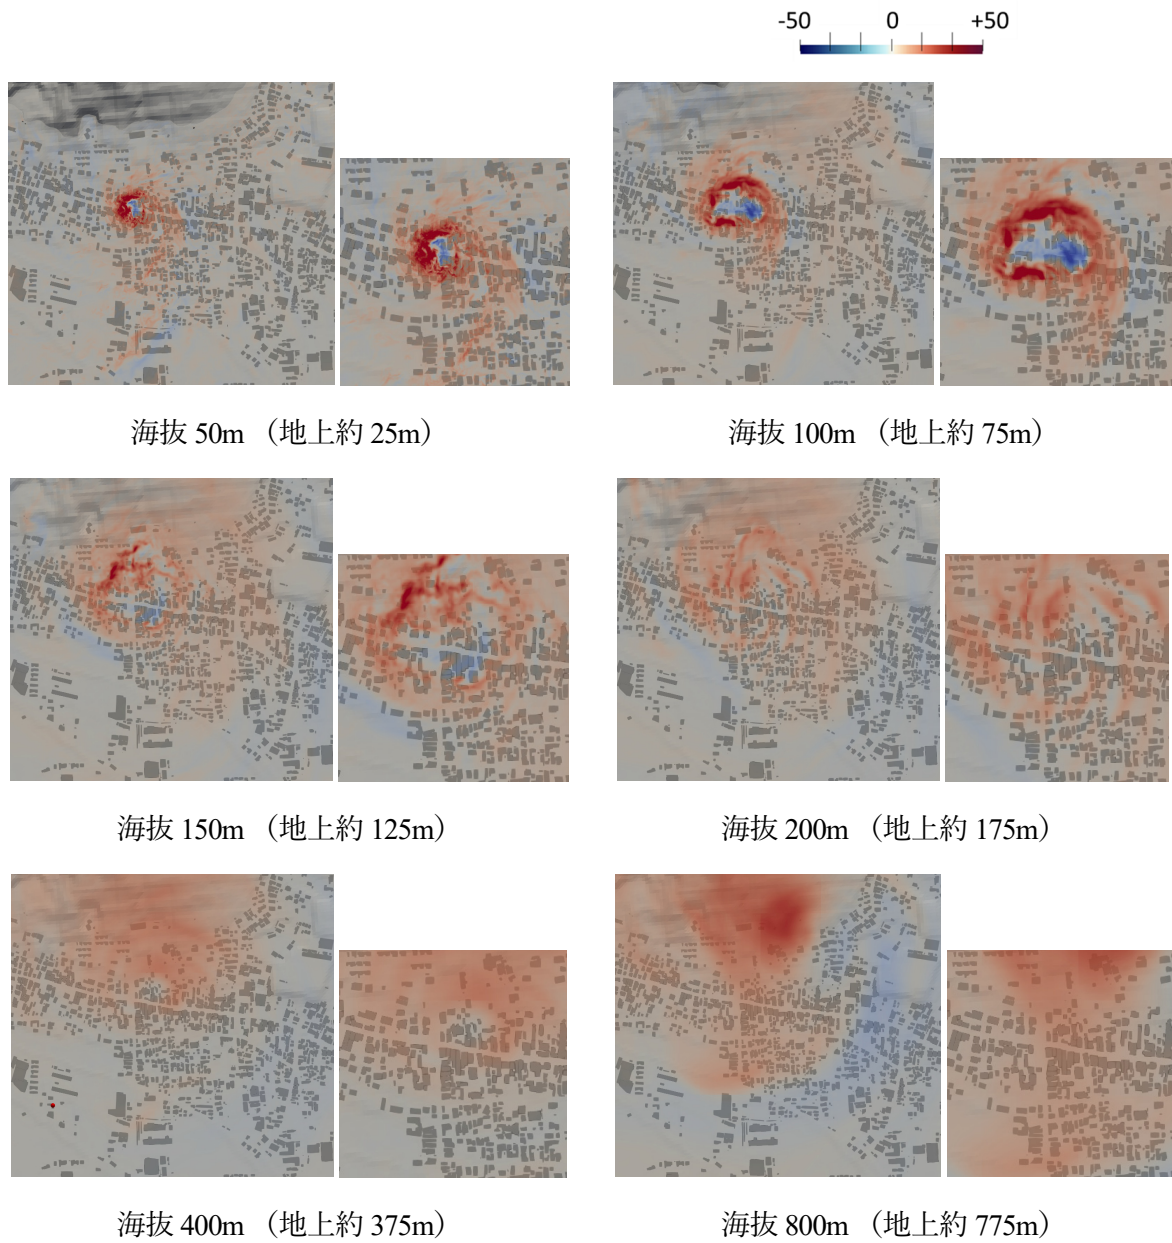 -50 0 +50
海抜 50m （地上約 25m）
海抜 100m （地上約 75m）
海抜 150m （地上約 125m）
海抜 200m （地上約 175m）
海抜 400m （地上約 375m）
海抜 800m （地上約 775m）